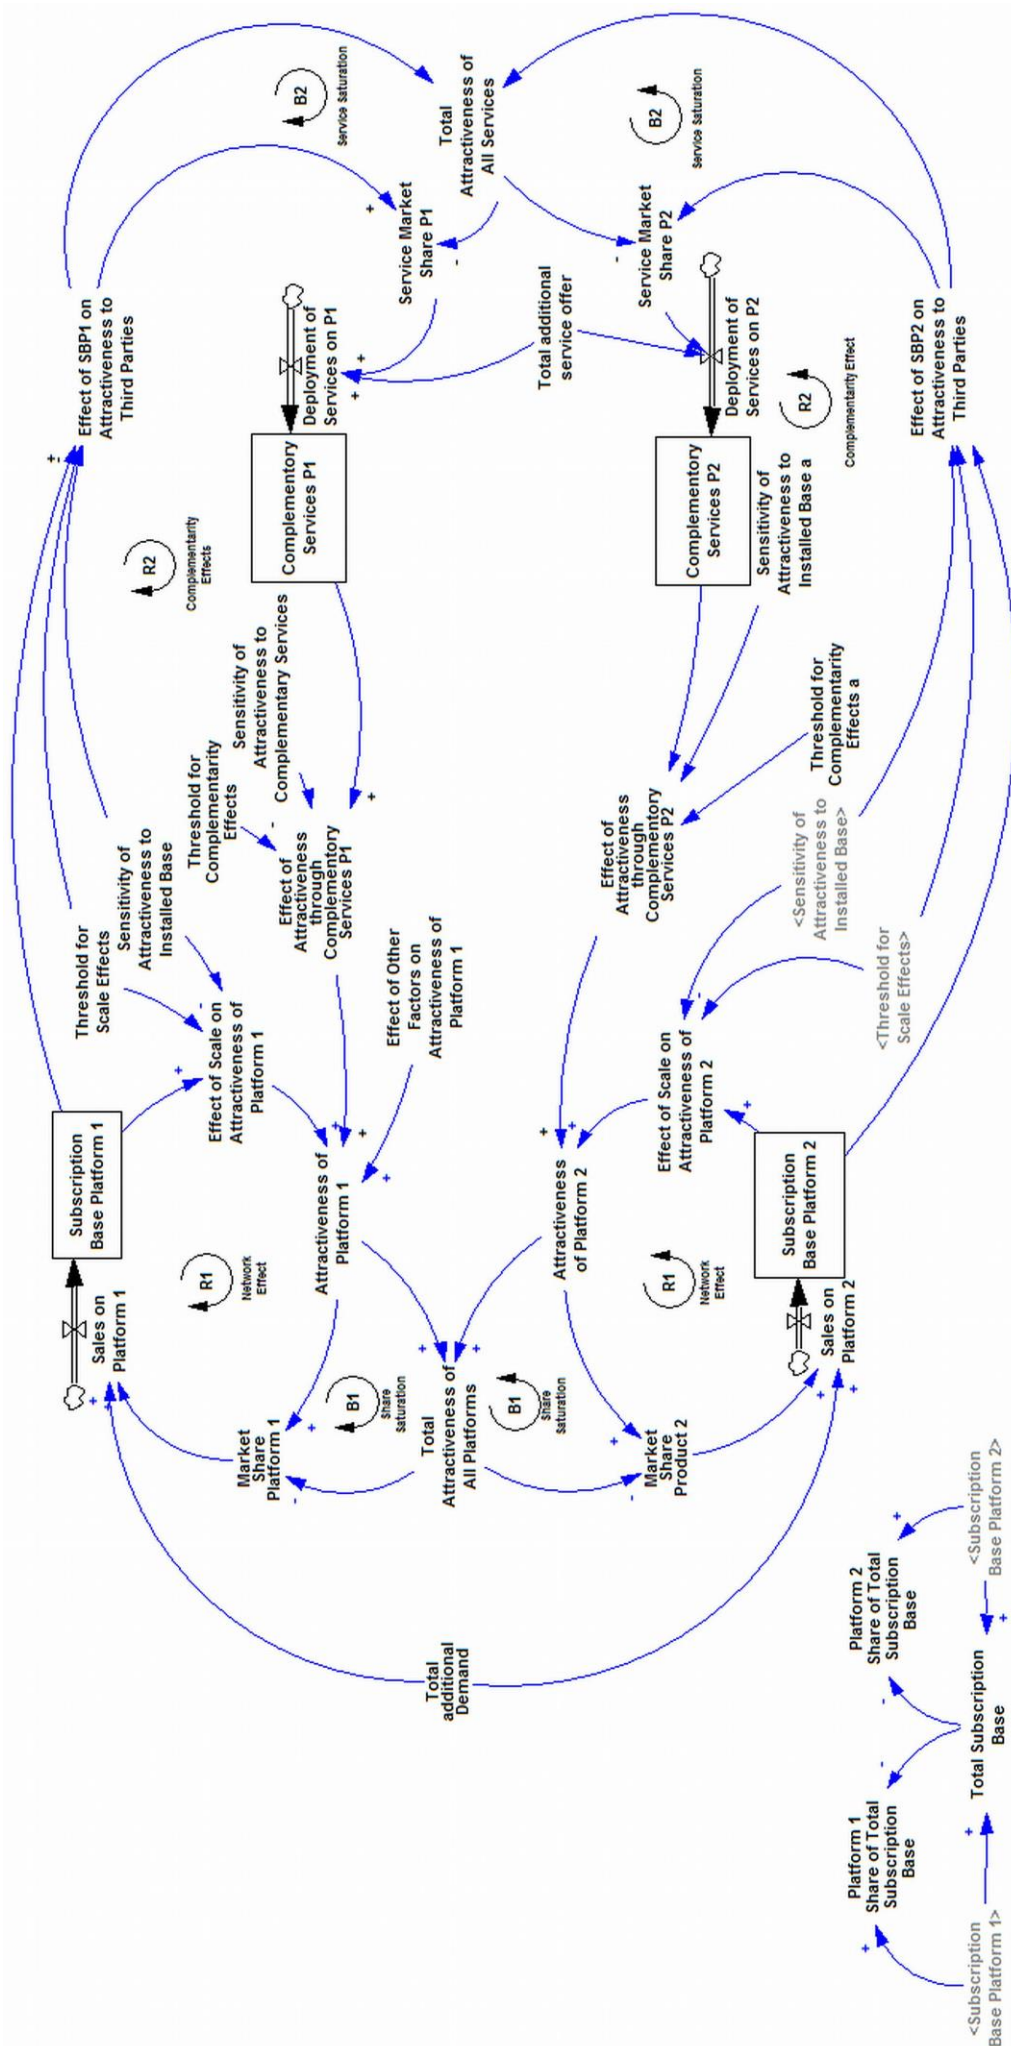 Total
additional
Demand
Sales on
Platform 1
Subscription
Base Platform 1
Market
Share
Platform 1
R1
Network
Effect
B1
Share
Saturation
Total
Attractiveness of
All Platforms
B1
Share
Saturation
Market
Share
Product 2
R1
Network
Effect
Sales on
Platform 2
Subscription
Base Platform 2
Attractiveness of
Platform 1
Attractiveness
of Platform 2
Effect of Scale on
Attractiveness of
Platform 1
Effect of Scale on
Attractiveness of
Platform 2
Threshold for
Scale Effects
Sensitivity of
Attractiveness to
Installed Base
Effect of Other
Factors on
Attractiveness of
Platform 1
Threshold for
Complementarity
Effects
Sensitivity of
Attractiveness to
Complementary Services
Effect of
Attractiveness
through
Complementory
Services P1
Effect of
Attractiveness
through
Complementory
Services P2
<Threshold for
Scale Effects>
<Sensitivity of
Attractiveness to
Installed Base>
Threshold for
Complementarity
Effects a
Sensitivity of
Attractiveness to
Installed Base a
R2
Complementarity
Effects
Complementory
Services P1
Complementory
Services P2
Deployment of
Services on P1
Deployment of
Services on P2
R2
Complementarity Effect
Total additional
service offer
Effect of SBP1 on
Attractiveness to
Third Parties
Effect of SBP2 on
Attractiveness to
Third Parties
Service Market
Share P1
Service Market
Share P2
Total
Attractiveness of
All Services
B2
Service Saturation
B2
Service Saturation
<Subscription
Base Platform 1>
Platform 1
Share of Total
Subscription
Base
Total Subscription
Base
Platform 2
Share of Total
Subscription
Base
<Subscription
Base Platform 2>